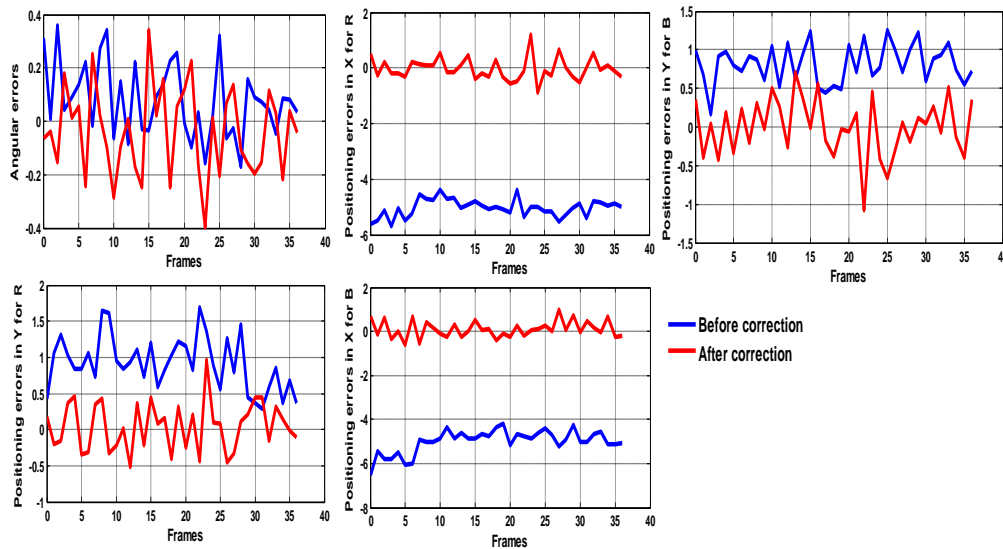 Angular errors
0.4
0.2
0
-0.2
-0.4
0 5 10 15 20 25 30 35 40
Frames
Positioning errors in X for R
2
0
-2
-4
-6
0 5 10 15 20 25 30 35 40
Frames
Positioning errors in Y for B
1.5
1
0.5
0
-0.5
-1
-1.5
0 5 10 15 20 25 30 35 40
Frames
Positioning errors in Y for R
2
1.5
1
0.5
0
-0.5
-1
0 5 10 15 20 25 30 35 40
Frames
Positioning errors in X for B
2
0
-2
-4
-6
-8
0 5 10 15 20 25 30 35 40
Frames
Before correction
After correction